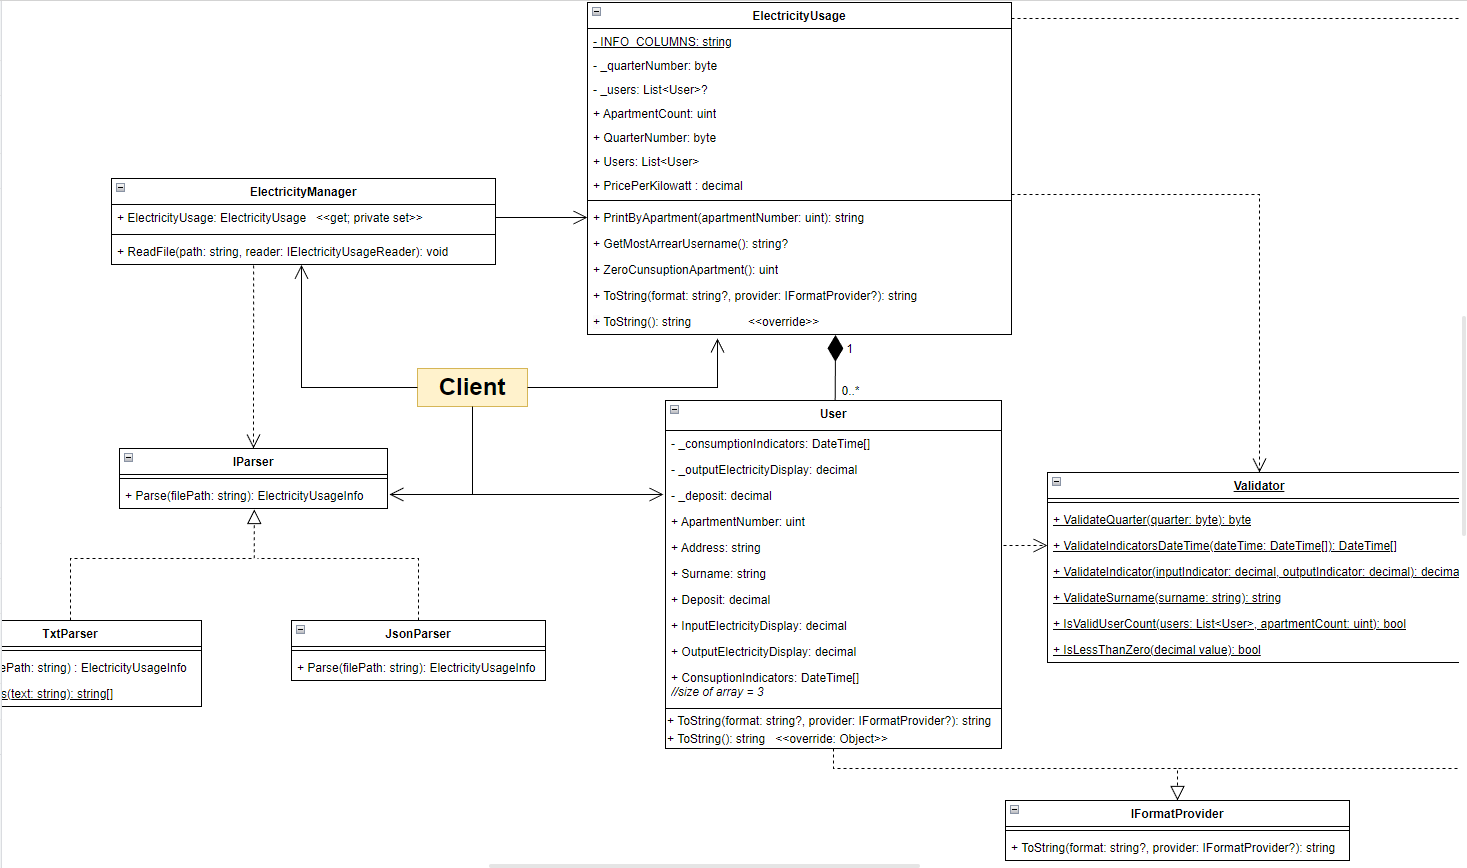 ElectricityUsage
- INFO_COLUMNS: string
- _quarterNumber: byte
- _users: List<User>?
+ ApartmentCount: uint
+ QuarterNumber: byte
+ Users: List<User>
+ PricePerKilowatt : decimal
+ PrintByApartment(apartmentNumber: uint): string
+ GetMostArrearUsername(): string?
+ ZeroCunsuptionApartment(): uint
+ ToString(format: string?, provider: IFormatProvider?): string
+ ToString(): string <<override>>
ElectricityManager
+ ElectricityUsage: ElectricityUsage <<get; private set>>
+ ReadFile(path: string, reader: IElectricityUsageReader): void
1
0..*
Client
User
- _consumptionIndicators: DateTime[]
- _outputElectricityDisplay: decimal
- _deposit: decimal
+ ApartmentNumber: uint
+ Address: string
+ Surname: string
+ Deposit: decimal
+ InputElectricityDisplay: decimal
+ OutputElectricityDisplay: decimal
+ ConsuptionIndicators: DateTime[]
//size of array = 3
+ ToString(format: string?, provider: IFormatProvider?): string
+ ToString(): string <<override: Object>>
IParser
+ Parse(filePath: string): ElectricityUsageInfo
TxtParser
ePath: string) : ElectricityUsageInfo
s(text: string): string[]
JsonParser
+ Parse(filePath: string): ElectricityUsageInfo
Validator
+ ValidateQuarter(quarter: byte): byte
+ ValidateIndicatorsDateTime(dateTime: DateTime[]): DateTime[]
+ ValidateIndicator(inputIndicator: decimal, outputIndicator: decimal): decima
+ ValidateSurname(surname: string): string
+ IsValidUserCount(users: List<User>, apartmentCount: uint): bool
+ IsLessThanZero(decimal value): bool
IFormatProvider
+ ToString(format: string?, provider: IFormatProvider?): string